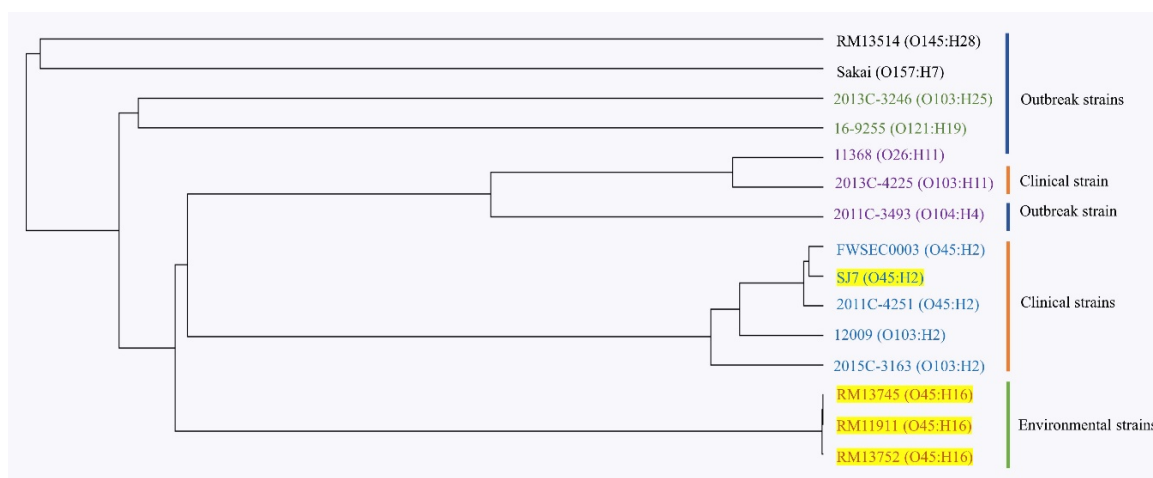 RM13514 (O145:H28)
Sakai (O157:H7)
2013C-3246 (O103:H25)
Outbreak strains
16-9255 (O121:H19)
11368 (O26:H11)
2013C-4225 (O103:H11)
Clinical strain
2011C-3493 (O104:H4)
Outbreak strain
FWSEC0003 (O45:H2)
SJ7 (O45:H2)
2011C-4251 (O45:H2)
Clinical strains
12009 (O103:H2)
2015C-3163 (O103:H2)
RM13745 (O45:H16)
RM11911 (O45:H16)
Environmental strains
RM13752 (O45:H16)